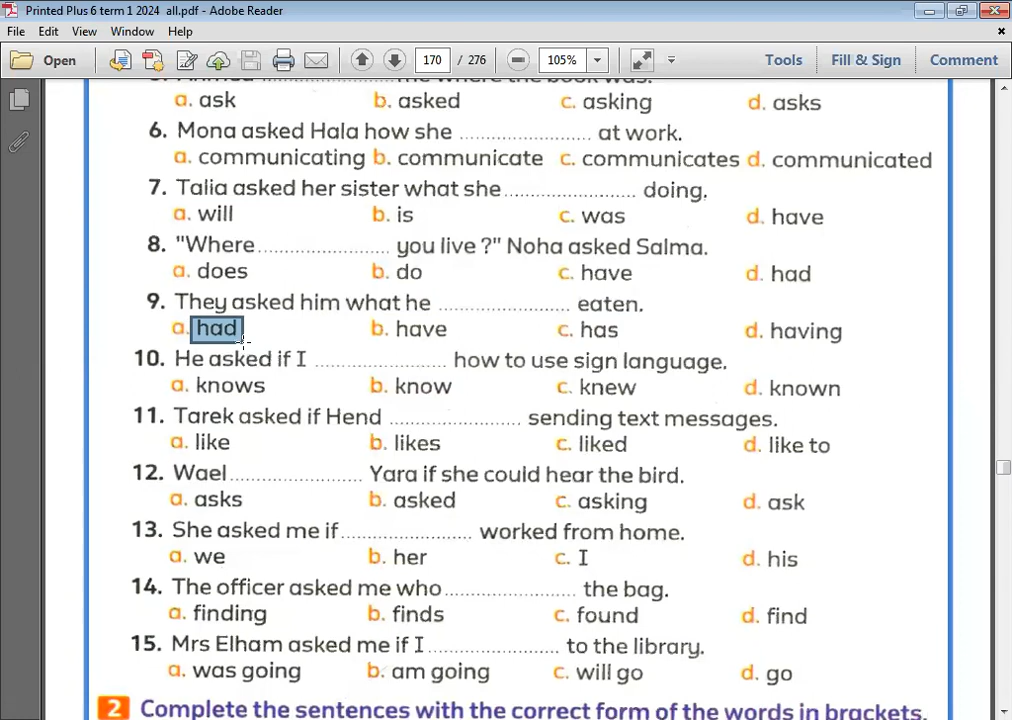 Printed Plus 6 term 1 2024 all.pdf - Adobe Reader
File Edit View Window Help
Open 170 / 276 105% Tools Fill & Sign Comment
me where the book was.
a. ask b. asked c. asking d. asks
6. Mona asked Hala how she ........................ at work.
a. communicating b. communicate c. communicates d. communicated
7. Talia asked her sister what she ........................ doing.
a. will b. is c. was d. have
8. "Where ........................ you live ?" Noha asked Salma.
a. does b. do c. have d. had
9. They asked him what he ........................ eaten.
a. had b. have c. has d. having
10. He asked if I ........................ how to use sign language.
a. knows b. know c. knew d. known
11. Tarek asked if Hend ........................ sending text messages.
a. like b. likes c. liked d. like to
12. Wael ........................ Yara if she could hear the bird.
a. asks b. asked c. asking d. ask
13. She asked me if ........................ worked from home.
a. we b. her c. I d. his
14. The officer asked me who ........................ the bag.
a. finding b. finds c. found d. find
15. Mrs Elham asked me if I ........................ to the library.
a. was going b. am going c. will go d. go
2 Complete the sentences with the correct form of the words in brackets.